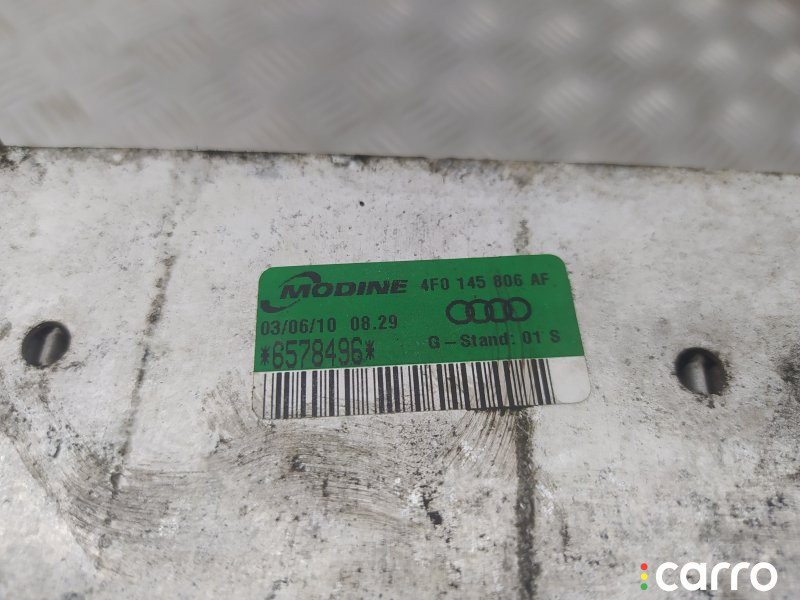 MODINE 4F0 145 806 AF
03/06/10 08.29
*6578496*
G-Stand: 01 S
carro